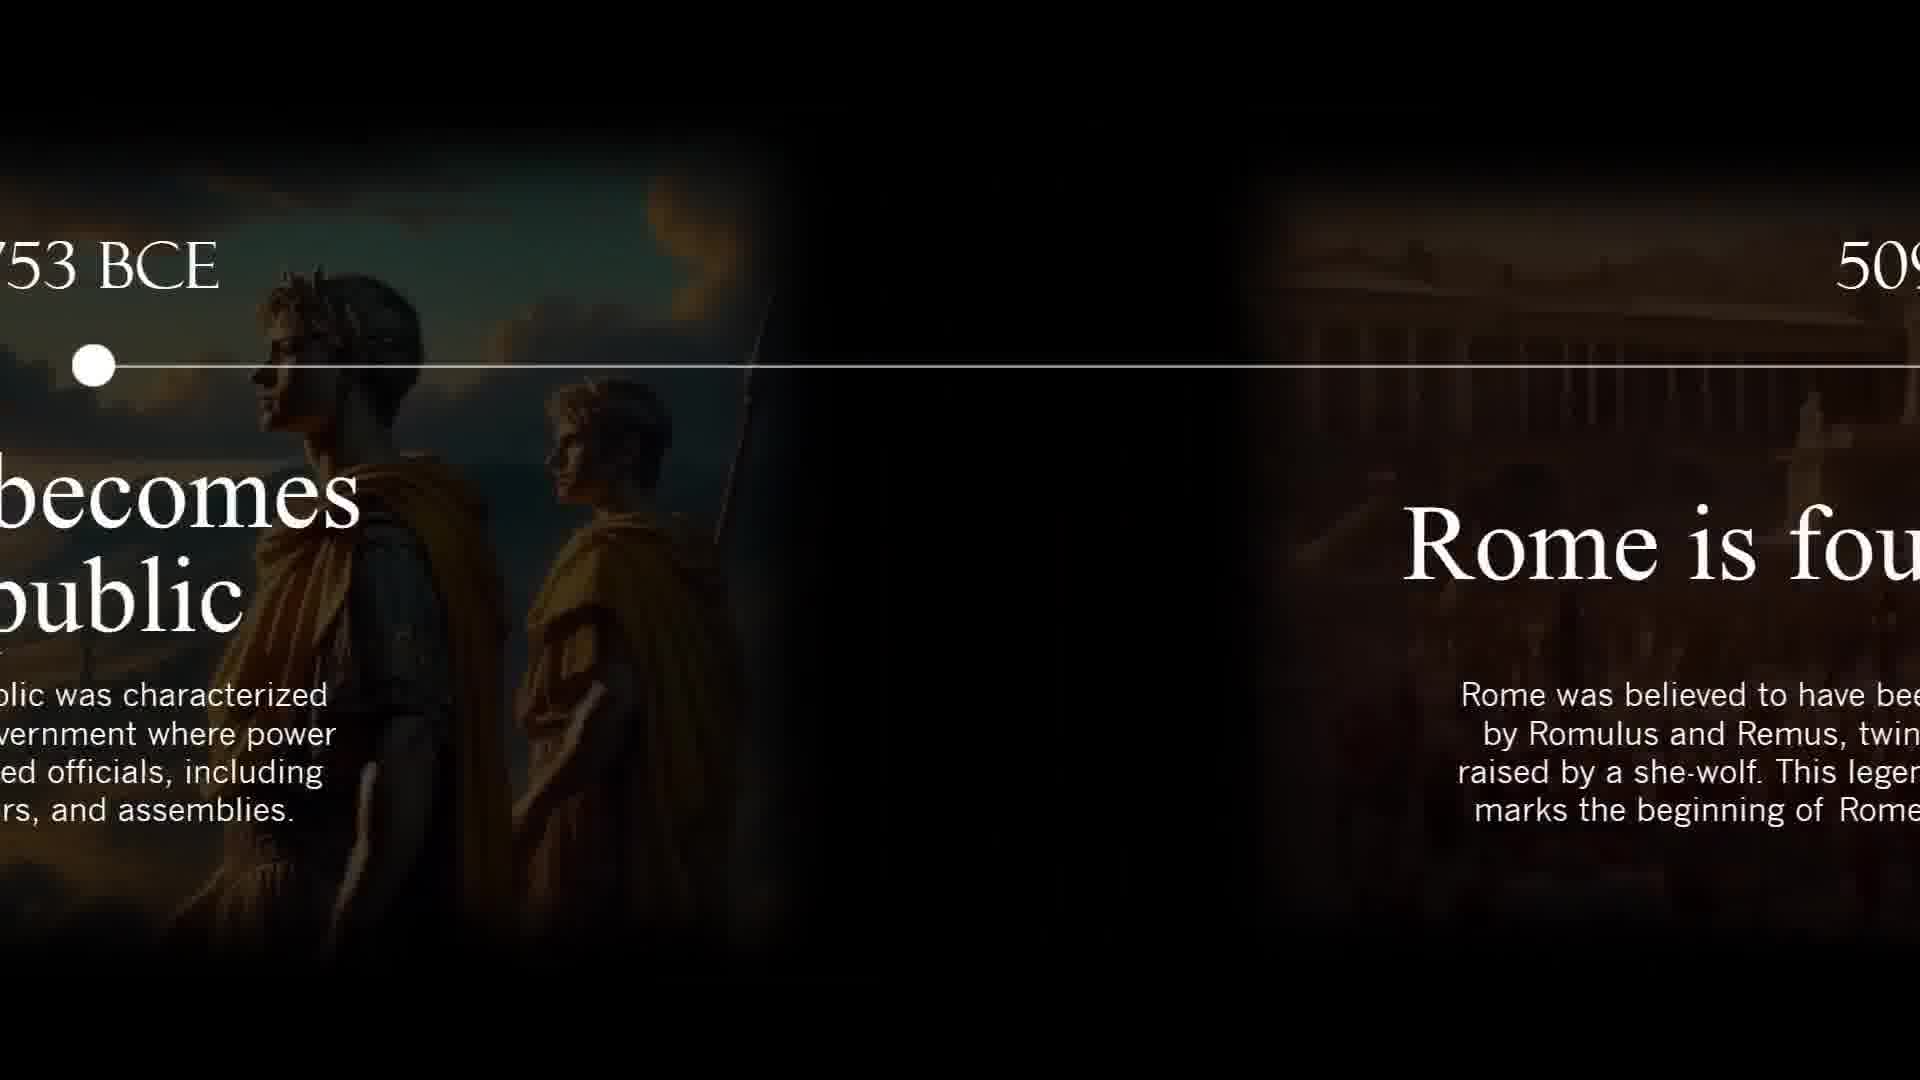 753 BCE
becomes
public
blic was characterized
vernment where power
ed officials, including
rs, and assemblies.
509
Rome is fou
Rome was believed to have bee
by Romulus and Remus, twin
raised by a she-wolf. This legen
marks the beginning of Rome